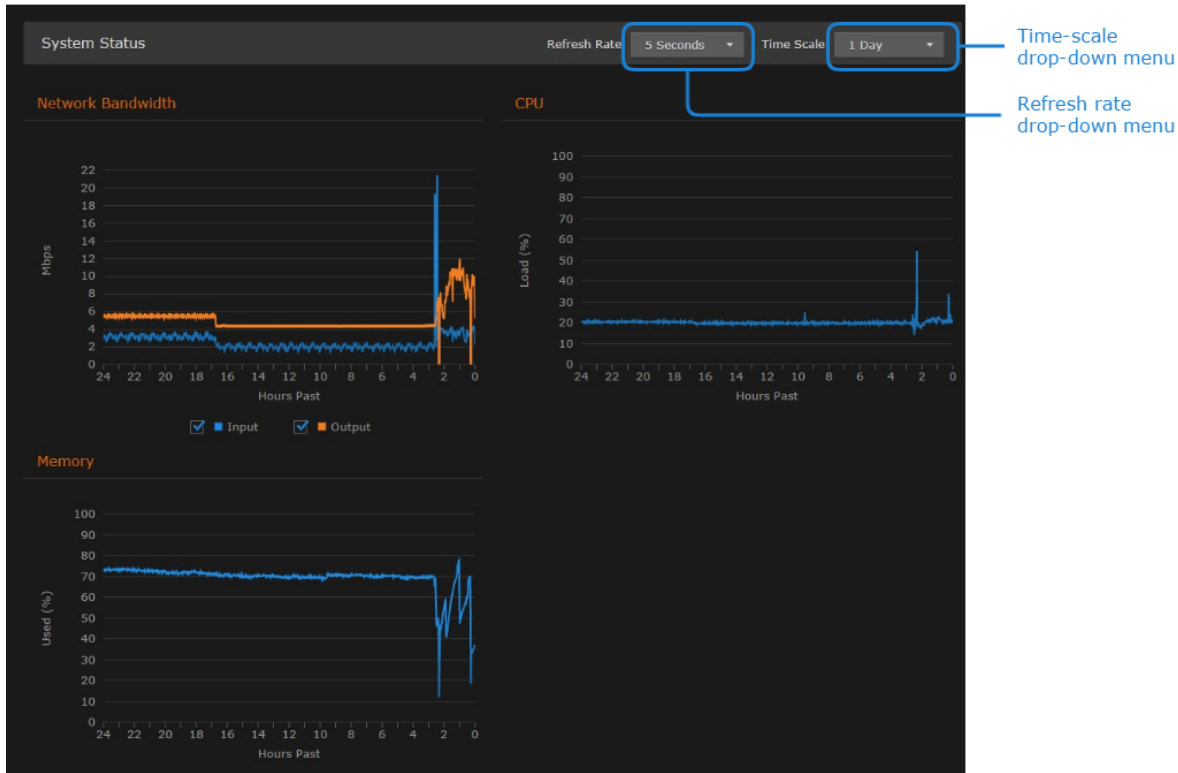 System Status
Refresh Rate 5 Seconds Time Scale 1 Day
Time-scale
drop-down menu
Refresh rate
drop-down menu
Network Bandwidth
22
20
18
16
14
12
10
8
6
4
2
0
Mbps
24 22 20 18 16 14 12 10 8 6 4 2 0
Hours Past
Input Output
CPU
100
90
80
70
60
50
40
30
20
10
0
Load (%)
24 22 20 18 16 14 12 10 8 6 4 2 0
Hours Past
Memory
100
90
80
70
60
50
40
30
20
10
0
Used (%)
24 22 20 18 16 14 12 10 8 6 4 2 0
Hours Past